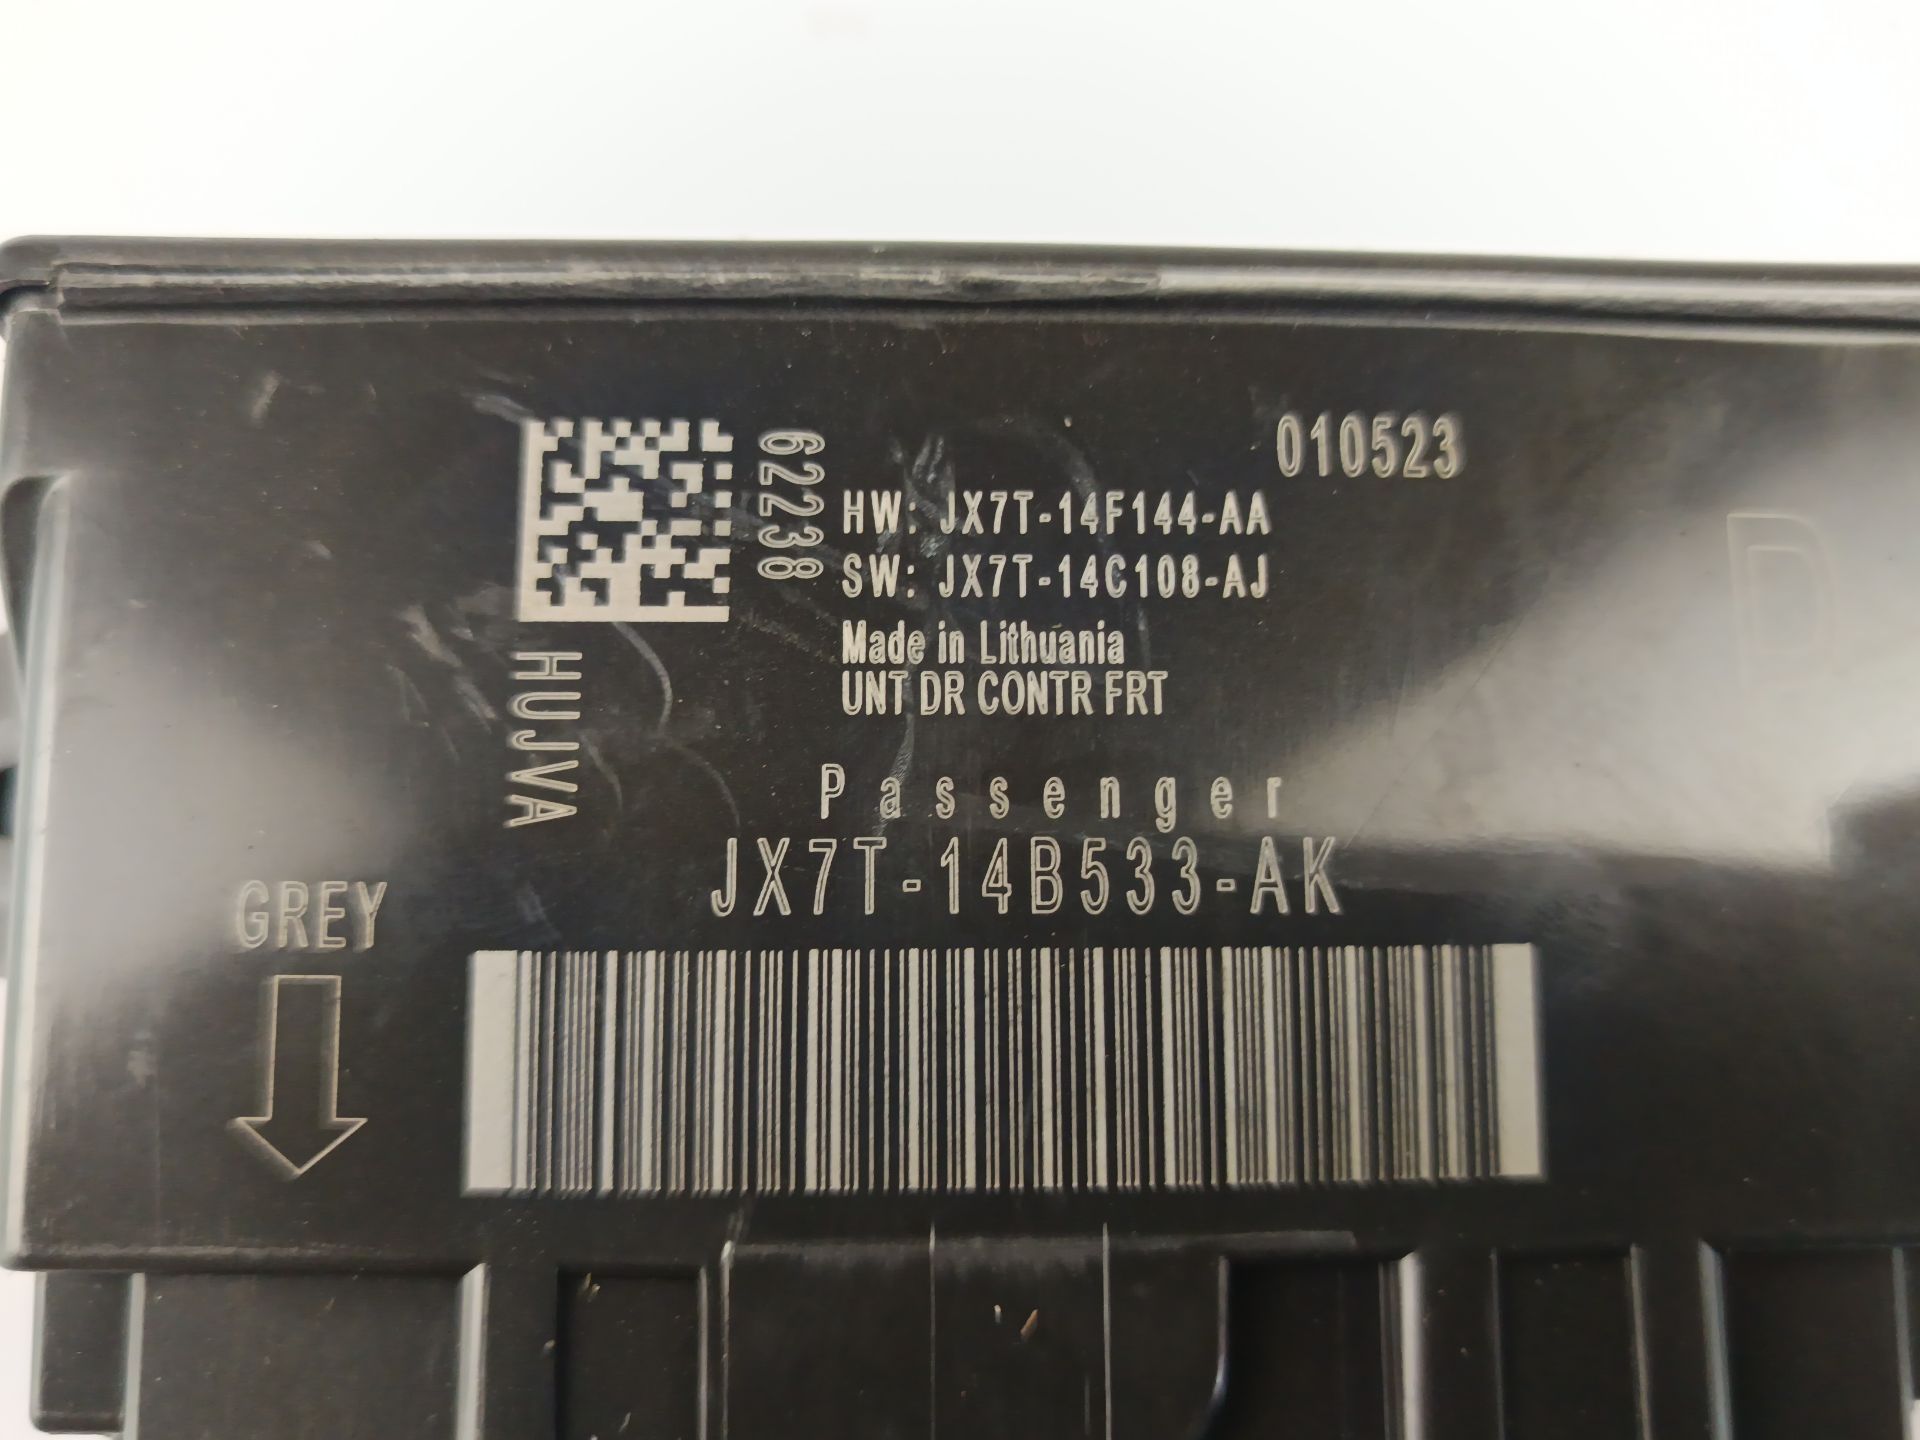 010523
62238
HW: JX7T-14F144-AA
SW: JX7T-14C108-AJ
Made in Lithuania
UNT DR CONTR FRT
HUJVA
Passenger
JX7T-14B533-AK
GREY